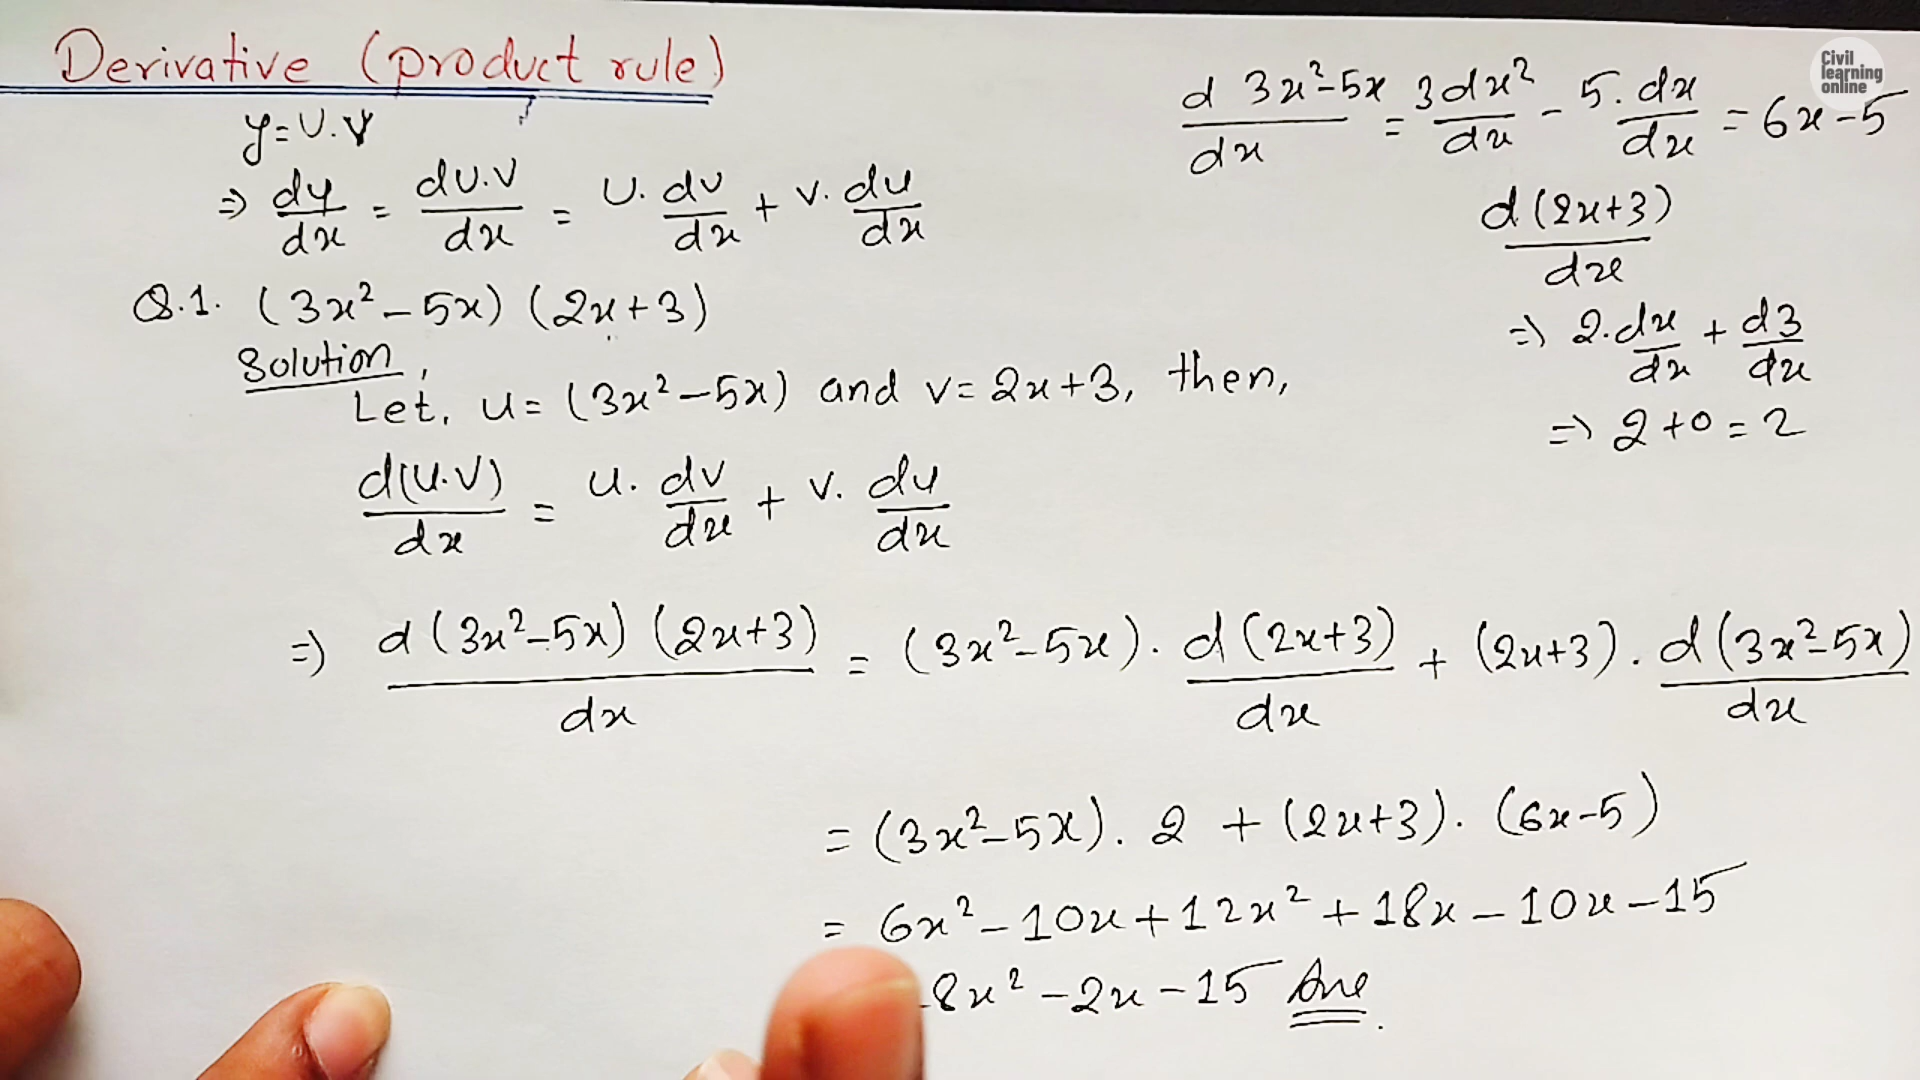 Derivative (product rule)
y=U.V
⇒ dy/dx = dU.V/dx = U. dv/dx + V. du/dx
Q.1. (3x²-5x) (2x+3)
Solution,
Let, u= (3x²-5x) and v= 2x+3, then,
d(U.V)/dx = U. dv/dx + V. du/dx
⇒ d(3x²-5x) (2x+3)/dx = (3x²-5x). d(2x+3)/dx + (2x+3). d(3x²-5x)/dx
= (3x²-5x). 2 + (2x+3). (6x-5)
= 6x²-10x+12x²+18x-10x-15
8x²-2x-15 Ans.
d 3x²-5x/dx = 3dx²/dx - 5.dx/dx = 6x-5
d(2x+3)/dx
⇒ 2.dx/dx + d3/dx
⇒ 2+0=2
Civil
learning
online